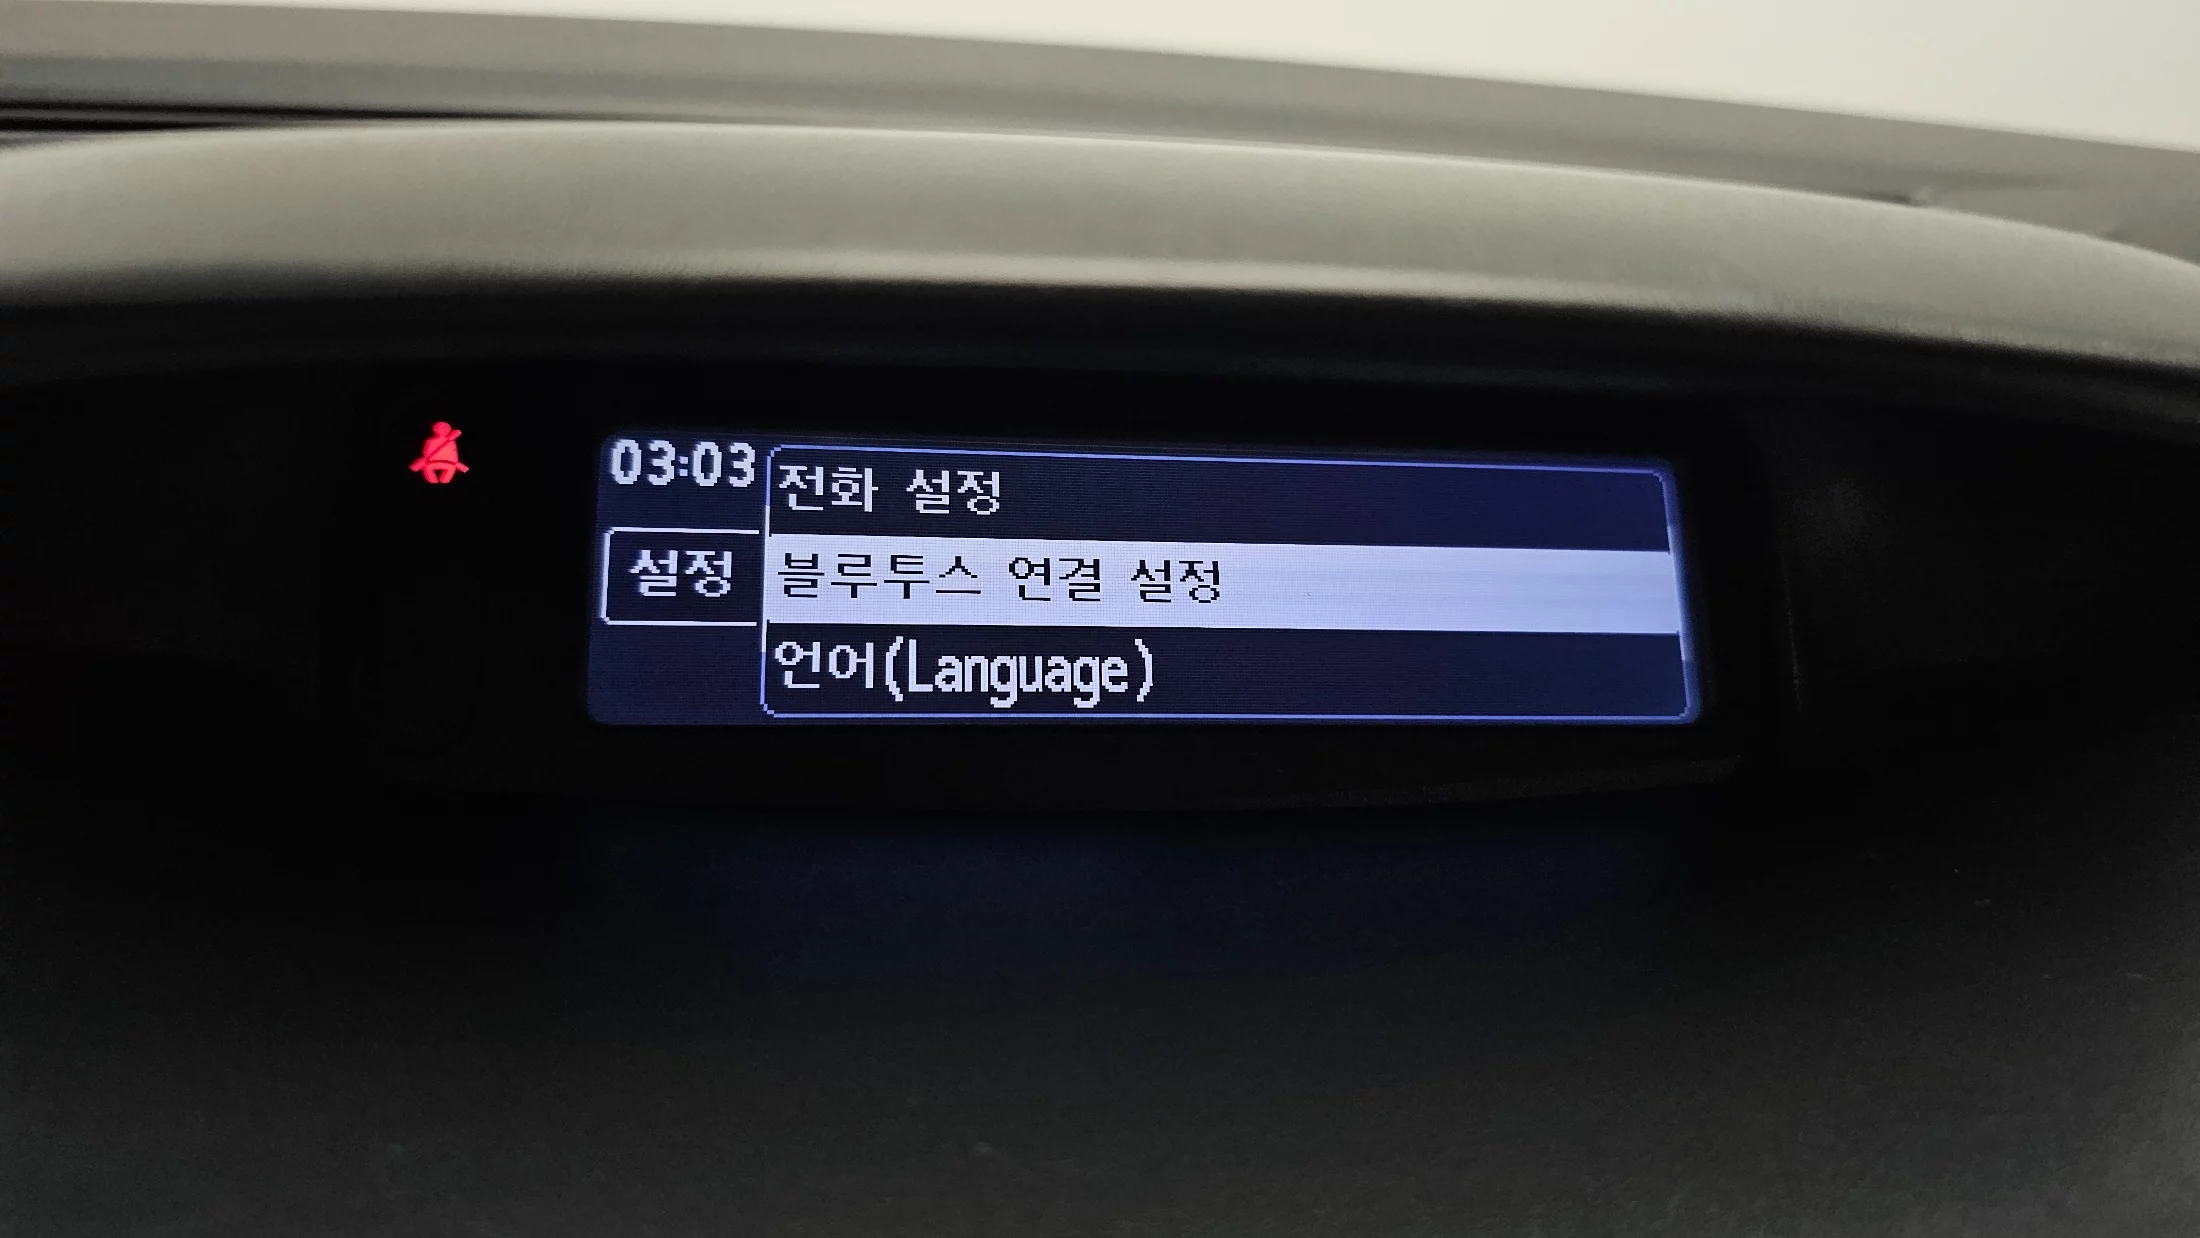 03:03
설정
전화 설정
블루투스 연결 설정
언어(Language)